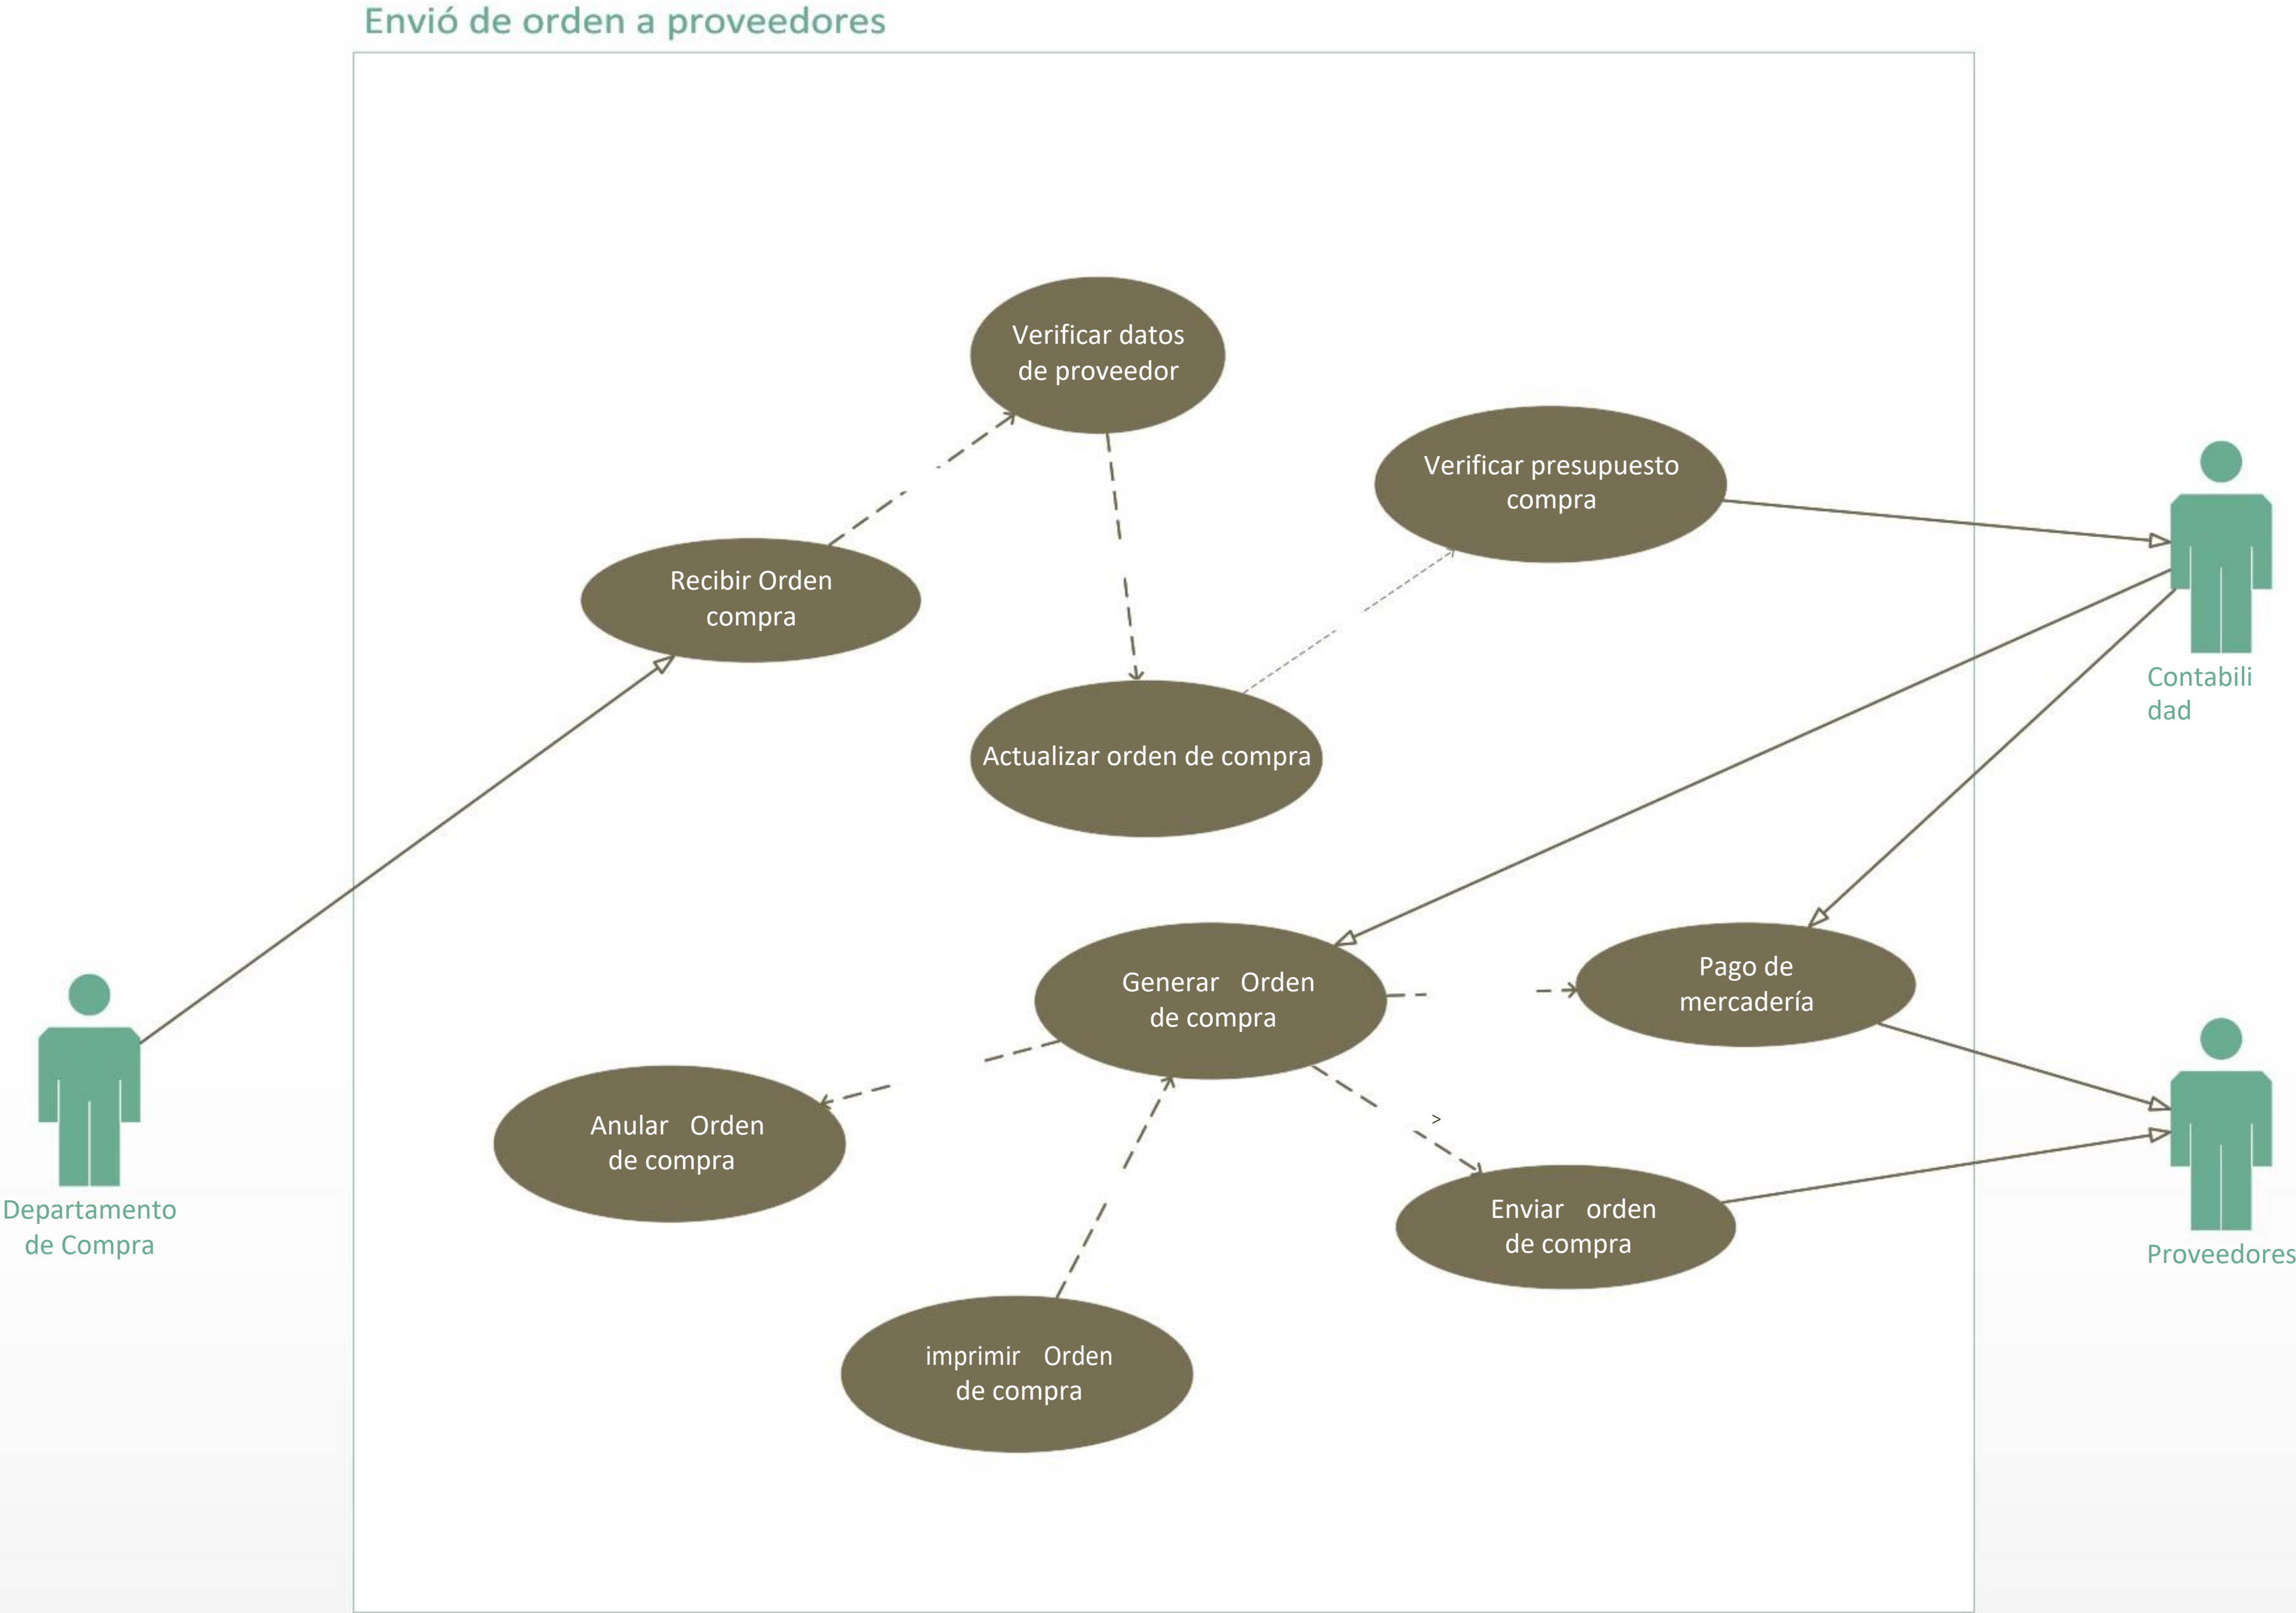 Envió de orden a proveedores
Verificar datos
de proveedor
Verificar presupuesto
compra
Recibir Orden
compra
Contabili
dad
Actualizar orden de compra
Generar Orden
de compra
Pago de
mercadería
Anular Orden
de compra
>
Enviar orden
de compra
Departamento
de Compra
Proveedores
imprimir Orden
de compra